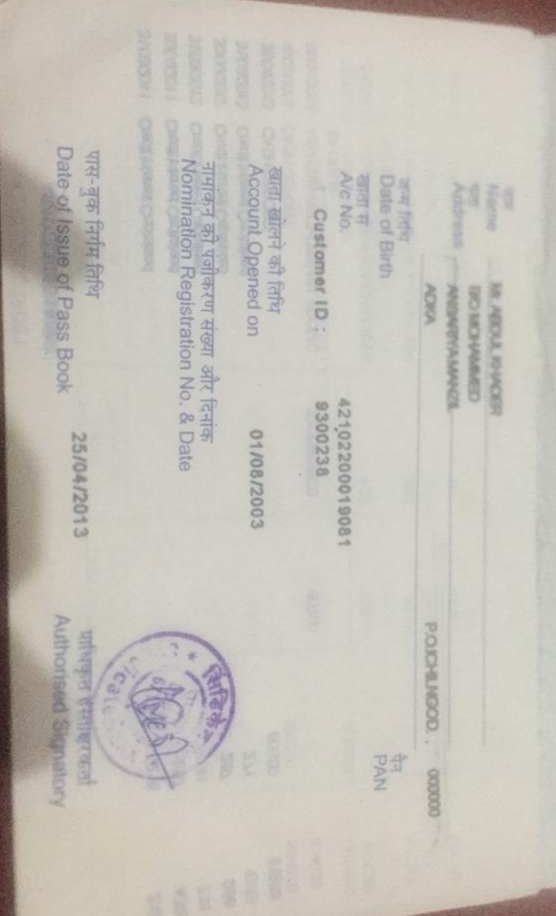 नाम
Name Mr. ABDUL KHADER
S/O MOHAMMED
पता
Address ANSARIYA MANZIL
ADKA P.O.ICHILNGOD. , 000000
जन्म तिथि
Date of Birth
पैन
PAN
खाता सं
A/c No. 42102200019081
Customer ID : 9300238
खाता खोलने की तिथि
Account Opened on 01/08/2003
नामांकन की पंजीकरण संख्या और दिनांक
Nomination Registration No. & Date
पास-बुक निर्गम तिथि
Date of Issue of Pass Book 25/04/2013
प्राधिकृत हस्ताक्षरकर्ता
Authorised Signatory
सिंडिकेट